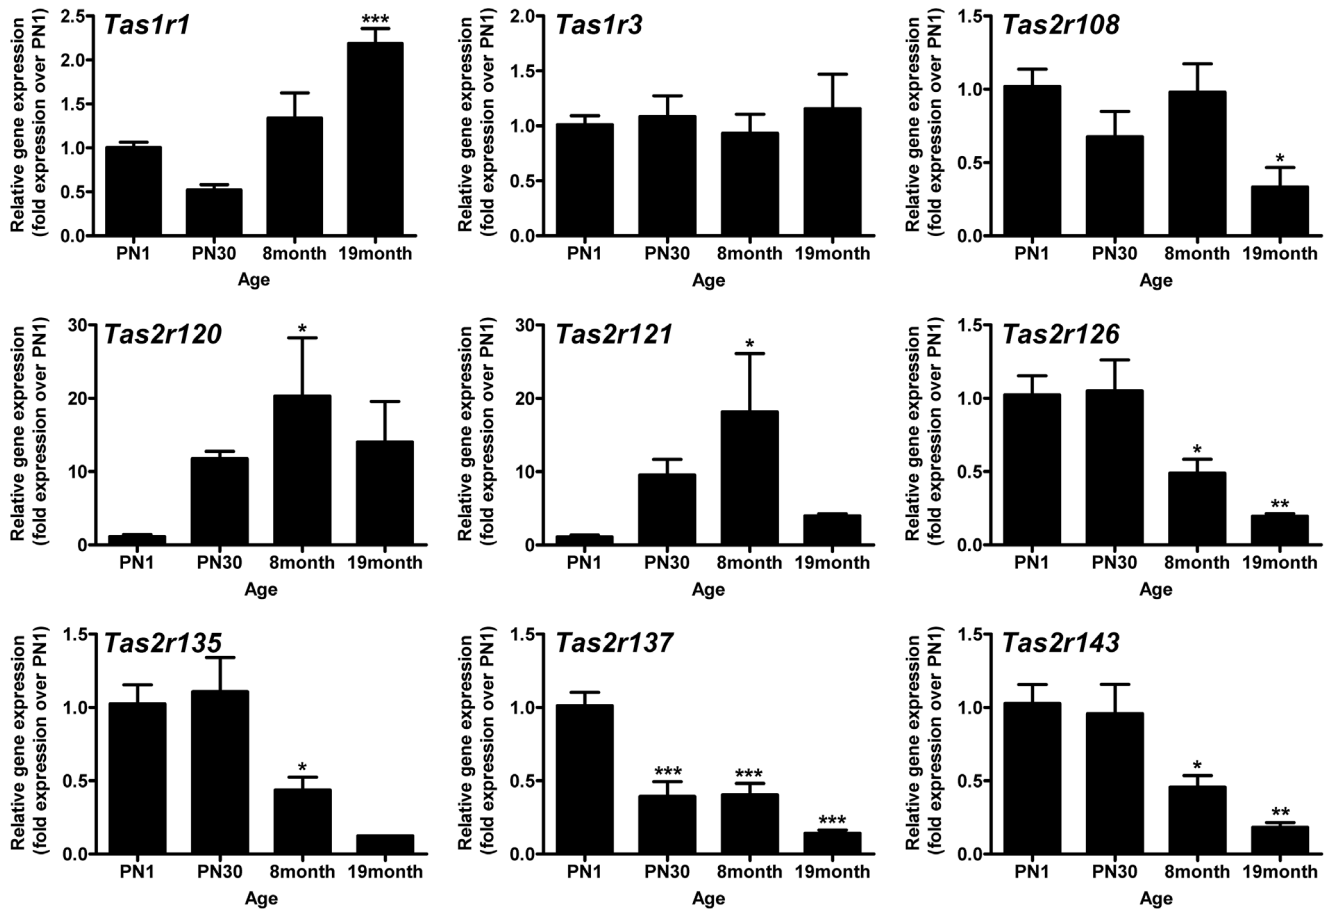 Tas1r1
Relative gene expression
(fold expression over PN1)
2.5
2.0
1.5
1.0
0.5
0.0
***
PN1 PN30 8month 19month
Age
Tas1r3
Relative gene expression
(fold expression over PN1)
2.0
1.5
1.0
0.5
0.0
PN1 PN30 8month 19month
Age
Tas2r108
Relative gene expression
(fold expression over PN1)
1.5
1.0
0.5
0.0
*
PN1 PN30 8month 19month
Age
Tas2r120
Relative gene expression
(fold expression over PN1)
30
20
10
0
*
PN1 PN30 8month 19month
Age
Tas2r121
Relative gene expression
(fold expression over PN1)
30
20
10
0
*
PN1 PN30 8month 19month
Age
Tas2r126
Relative gene expression
(fold expression over PN1)
1.5
1.0
0.5
0.0
*
**
PN1 PN30 8month 19month
Age
Tas2r135
Relative gene expression
(fold expression over PN1)
1.5
1.0
0.5
0.0
*
PN1 PN30 8month 19month
Age
Tas2r137
Relative gene expression
(fold expression over PN1)
1.5
1.0
0.5
0.0
*** ***
***
PN1 PN30 8month 19month
Age
Tas2r143
Relative gene expression
(fold expression over PN1)
1.5
1.0
0.5
0.0
*
**
PN1 PN30 8month 19month
Age